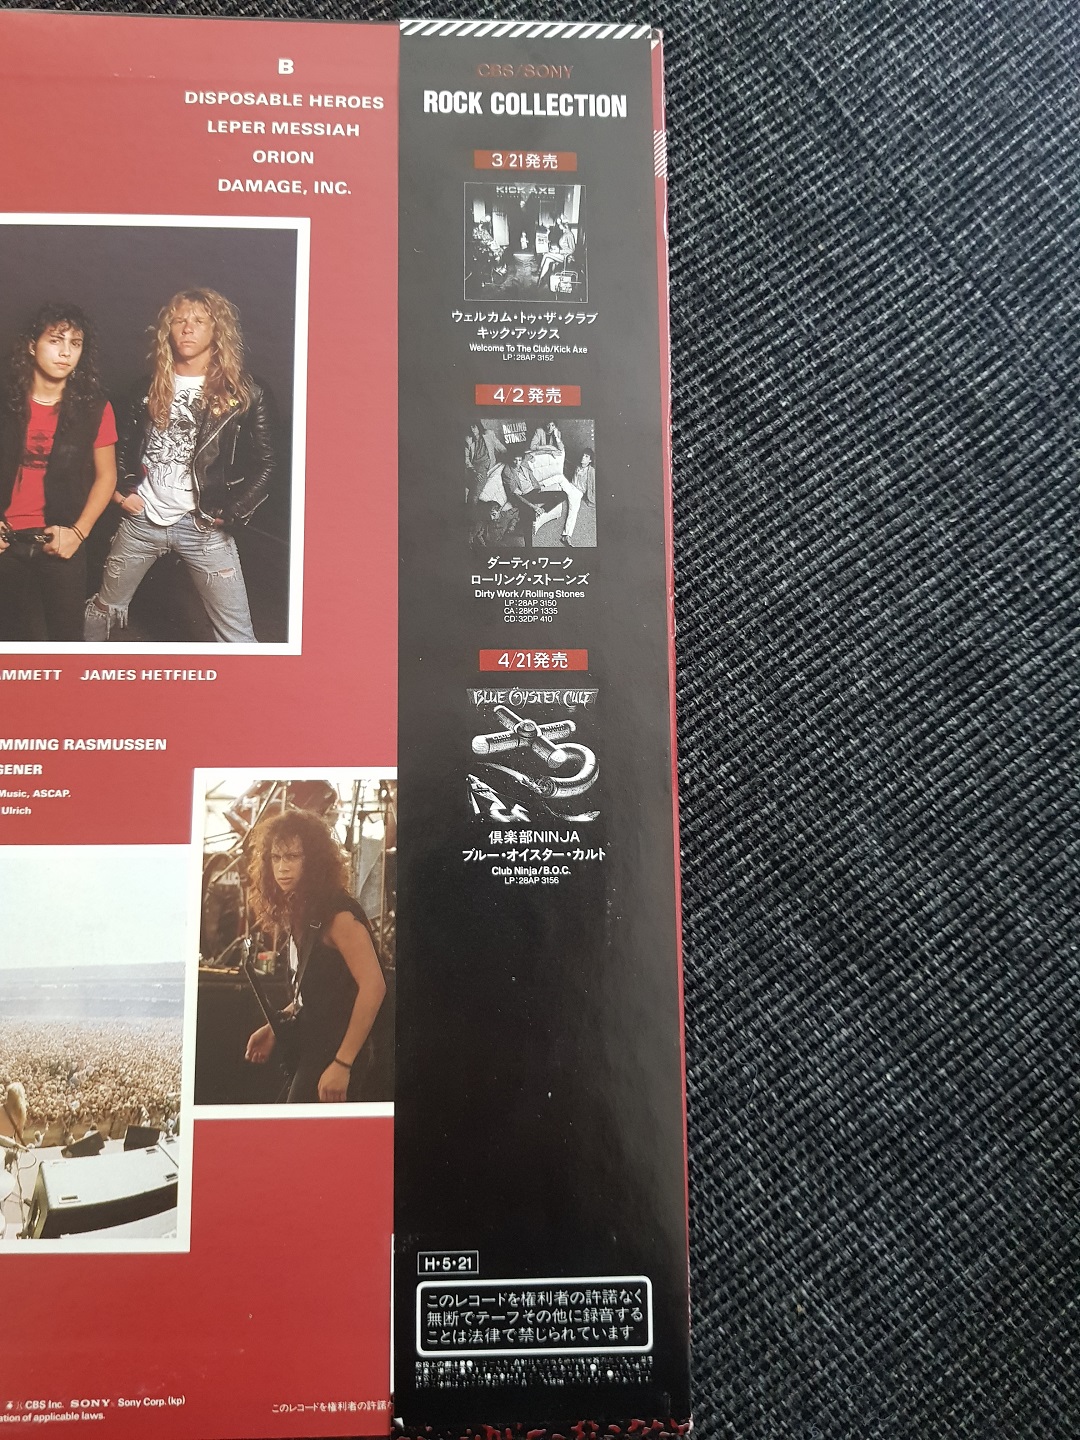 B
DISPOSABLE HEROES
LEPER MESSIAH
ORION
DAMAGE, INC.
AMMETT JAMES HETFIELD
MMING RASMUSSEN
GENER
Music, ASCAP.
Ulrich
CBS Inc. SONY. Sony Corp. (kp)
ation of applicable laws.
このレコードを権利者の許諾
CBS/SONY
ROCK COLLECTION
3/21発売
KICK AXE
ウェルカム・トゥ・ザ・クラブ
キック・アックス
Welcome To The Club/Kick Axe
LP:28AP 3152
4/2発売
ROLLING
STONES
ダーティ・ワーク
ローリング・ストーンズ
Dirty Work/Rolling Stones
LP:28AP 3150
CA:28KP 1335
CD:32DP 410
4/21発売
BLUE ÖYSTER CULT
倶楽部NINJA
ブルー・オイスター・カルト
Club Ninja/B.O.C.
LP:28AP 3156
H・5・21
このレコードを権利者の許諾なく
無断でテープその他に録音する
ことは法律で禁じられています